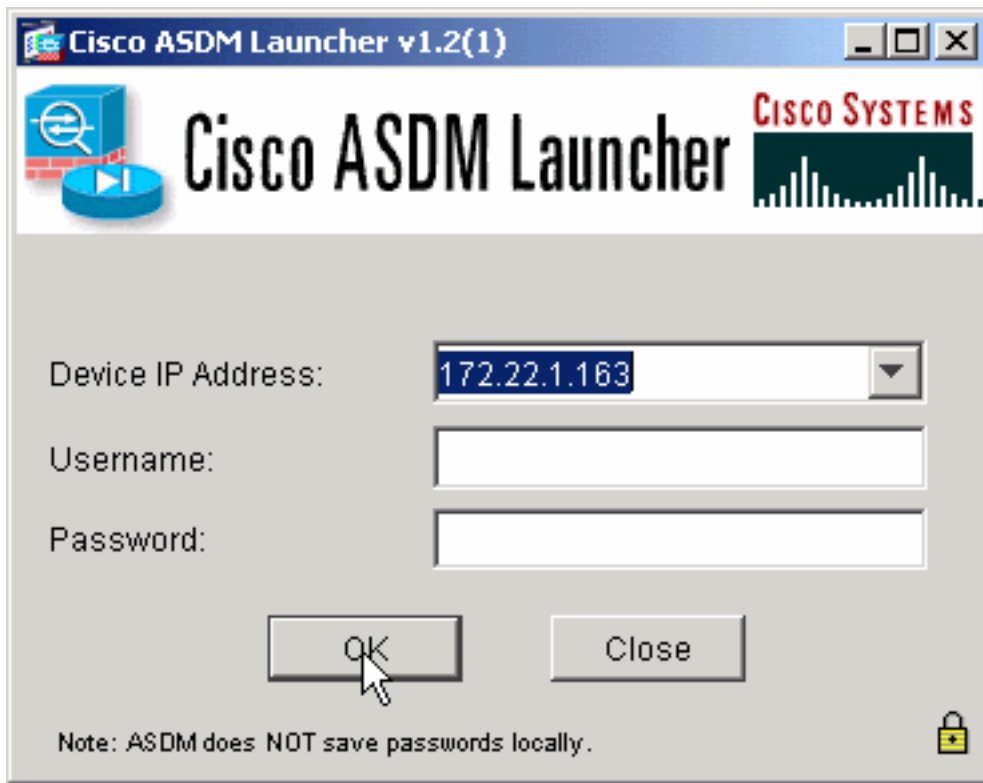 Cisco ASDM Launcher v1.2(1)
Cisco ASDM Launcher
CISCO SYSTEMS
Device IP Address:
172.22.1.163
Username:
Password:
OK
Close
Note: ASDM does NOT save passwords locally.